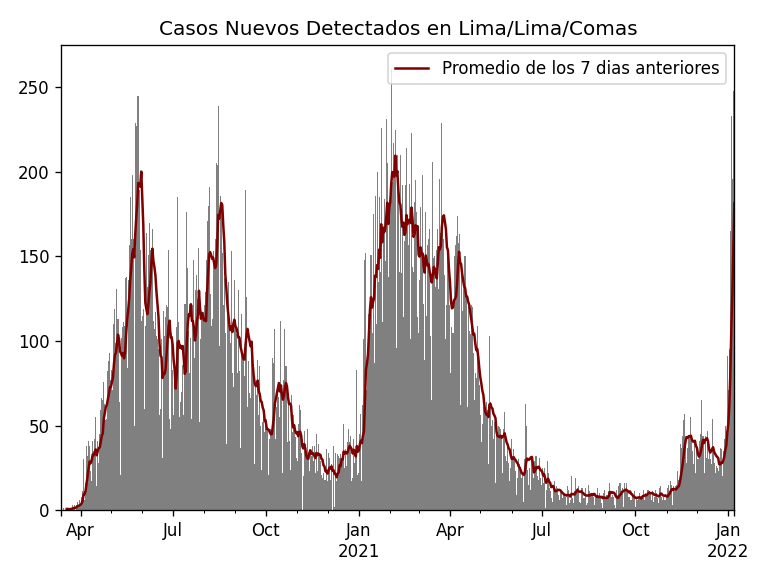 Casos Nuevos Detectados en Lima/Lima/Comas
Promedio de los 7 dias anteriores
250
200
150
100
50
0
Apr Jul Oct Jan Apr Jul Oct Jan
2021 2022